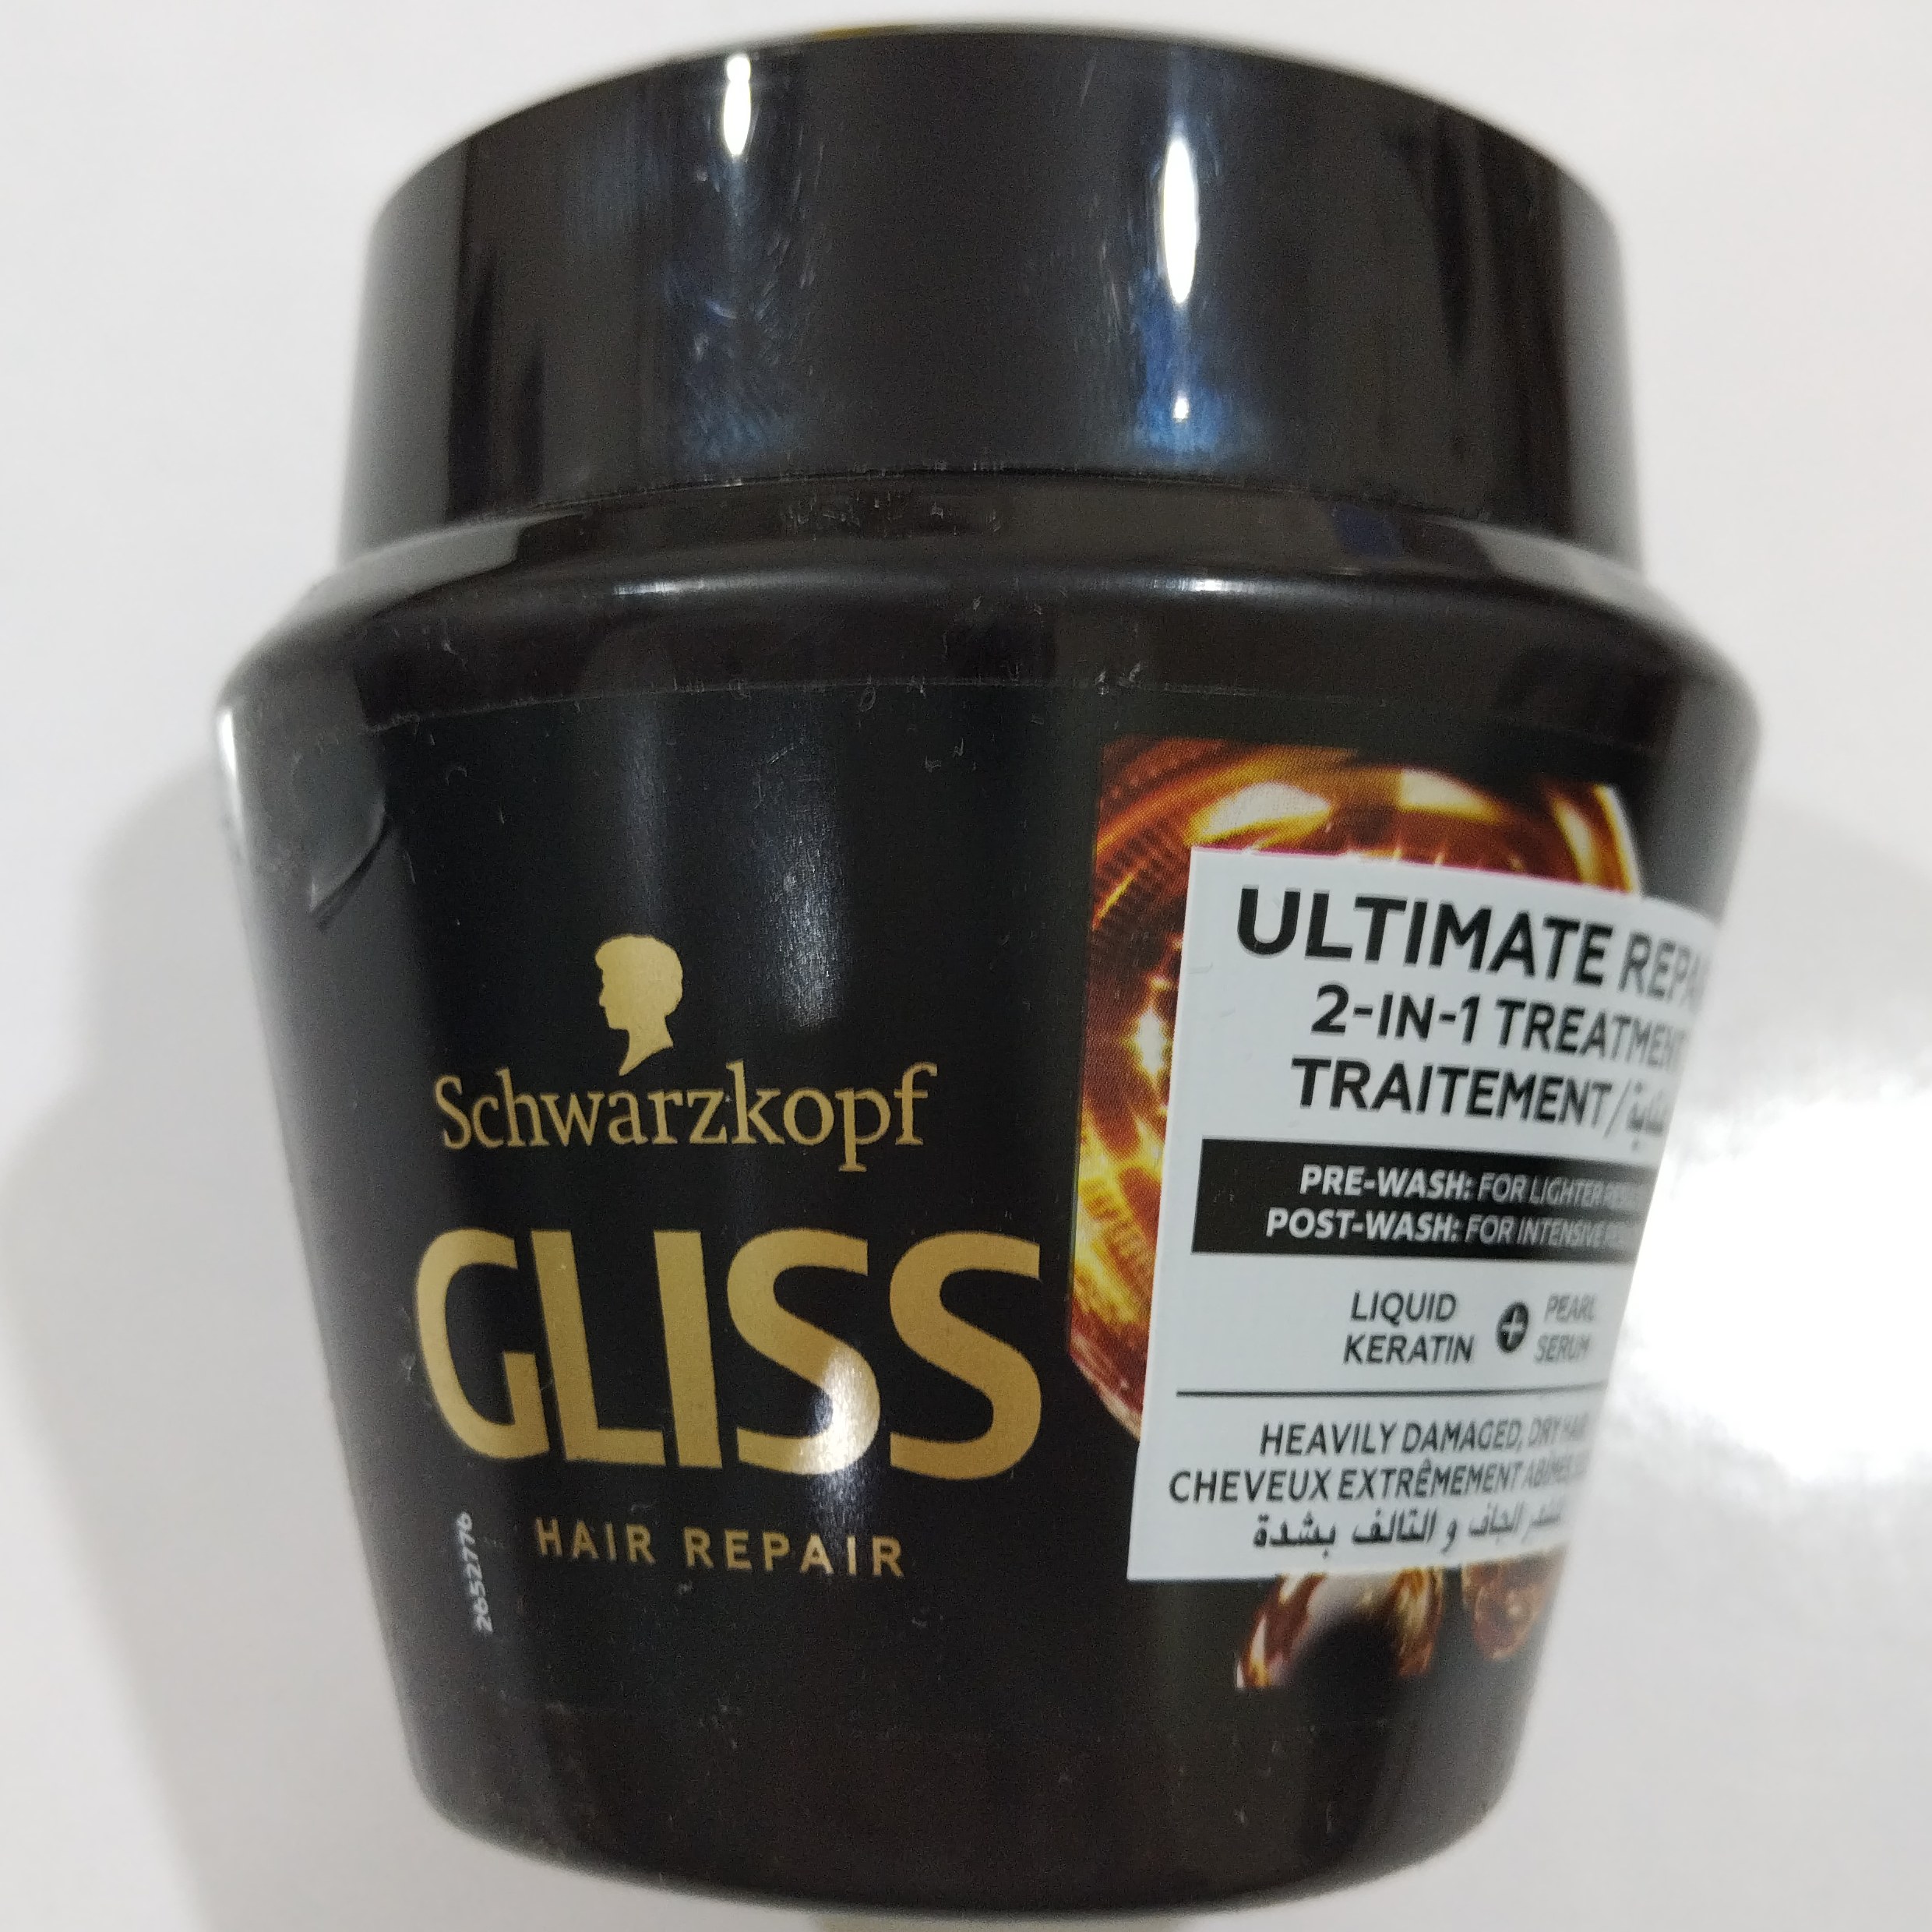 Schwarzkopf
GLISS
HAIR REPAIR
2652776
ULTIMATE
2-IN-1 TREATMENT
TRAITEMENT/
PRE-WASH: FOR LIGHTER
POST-WASH: FOR INTENSIVE
LIQUID
KERATIN
+
PEARL
SERUM
HEAVILY DAMAGED, DRY HAIR
CHEVEUX EXTRÊMEMENT
الجاف و التالف بشدة